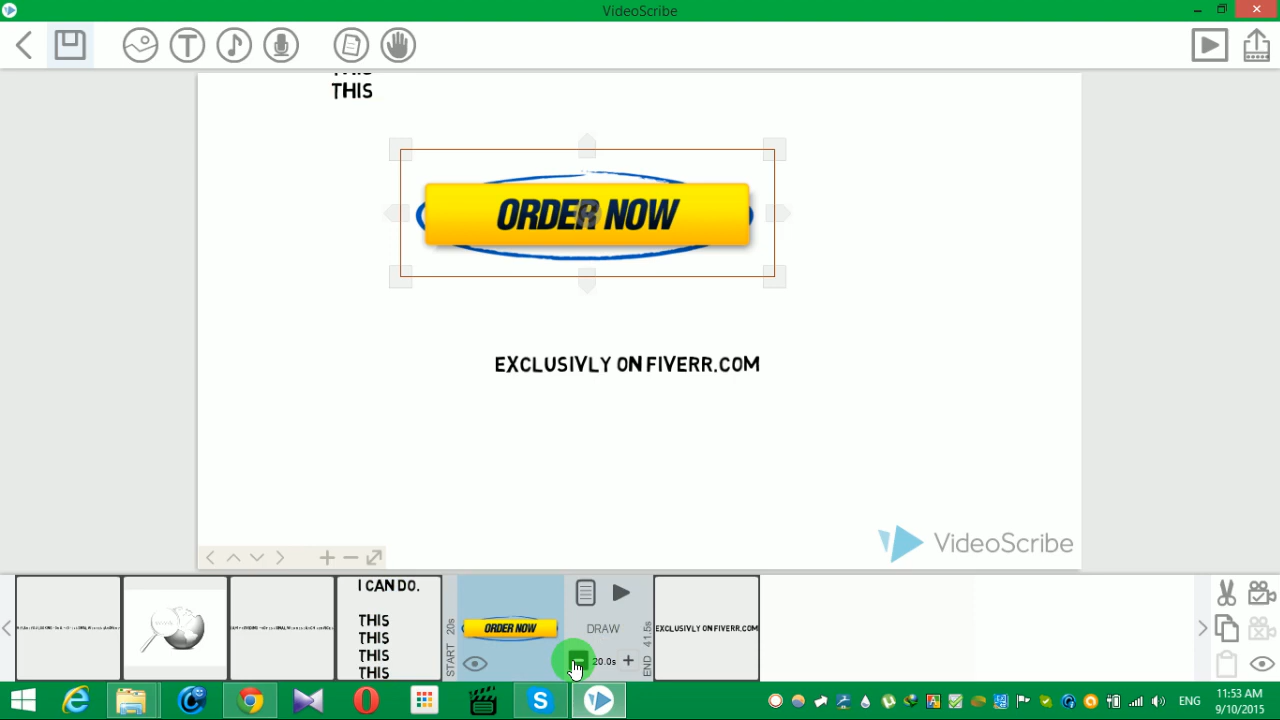 VideoScribe
THIS
THIS
ORDER NOW
EXCLUSIVLY ON FIVERR.COM
VideoScribe
I CAN DO.
THIS
THIS
THIS
THIS
START 20s
ORDER NOW
DRAW
20.0s
END 41.5s
EXCLUSIVLY ON FIVERR.COM
ENG
11:53 AM
9/10/2015